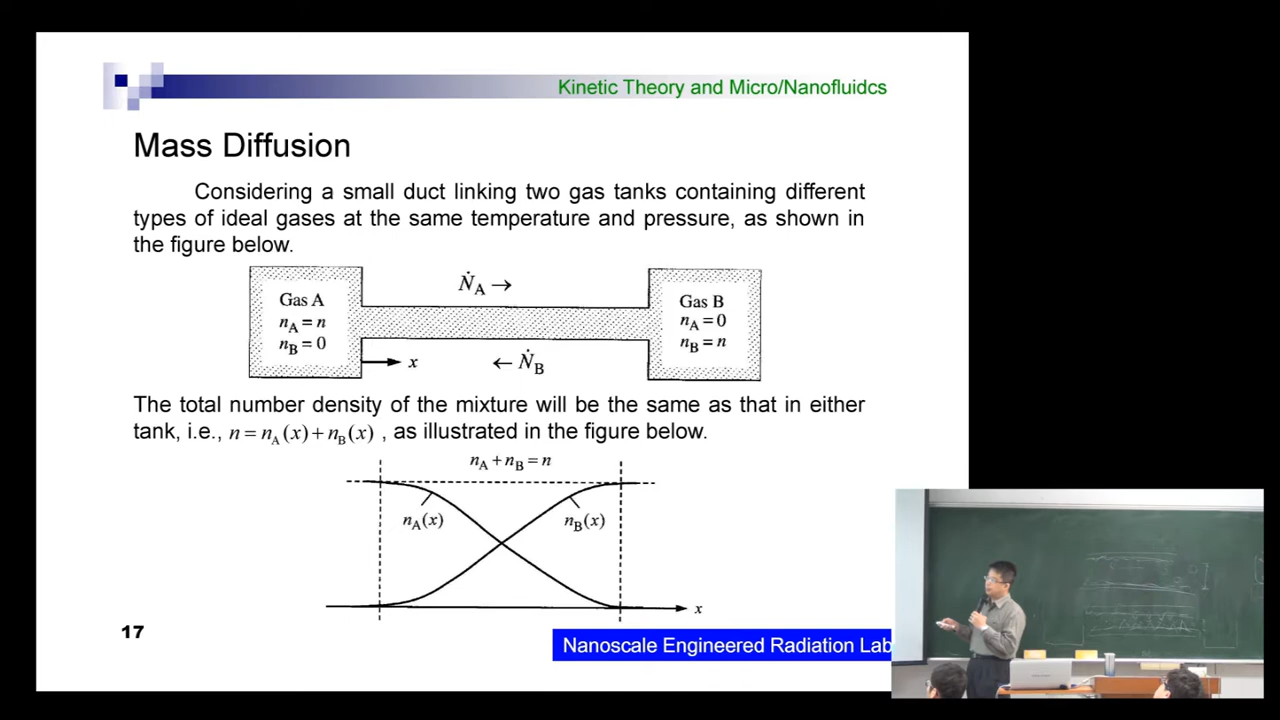 Kinetic Theory and Micro/Nanofluidcs
Mass Diffusion
Considering a small duct linking two gas tanks containing different
types of ideal gases at the same temperature and pressure, as shown in
the figure below.
Ṅ_A →
Gas A
n_A = n
n_B = 0
Gas B
n_A = 0
n_B = n
x
← Ṅ_B
The total number density of the mixture will be the same as that in either
tank, i.e., n = n_A(x) + n_B(x) , as illustrated in the figure below.
n_A + n_B = n
n_A(x)
n_B(x)
x
17
Nanoscale Engineered Radiation Lab